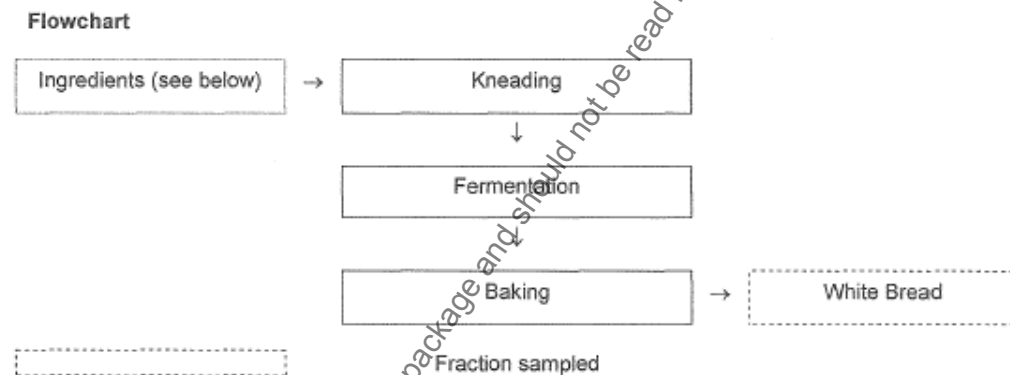 Flowchart
Ingredients (see below) → Kneading
↓
Fermentation
↓
Baking → White Bread
Fraction sampled
package and should not be read